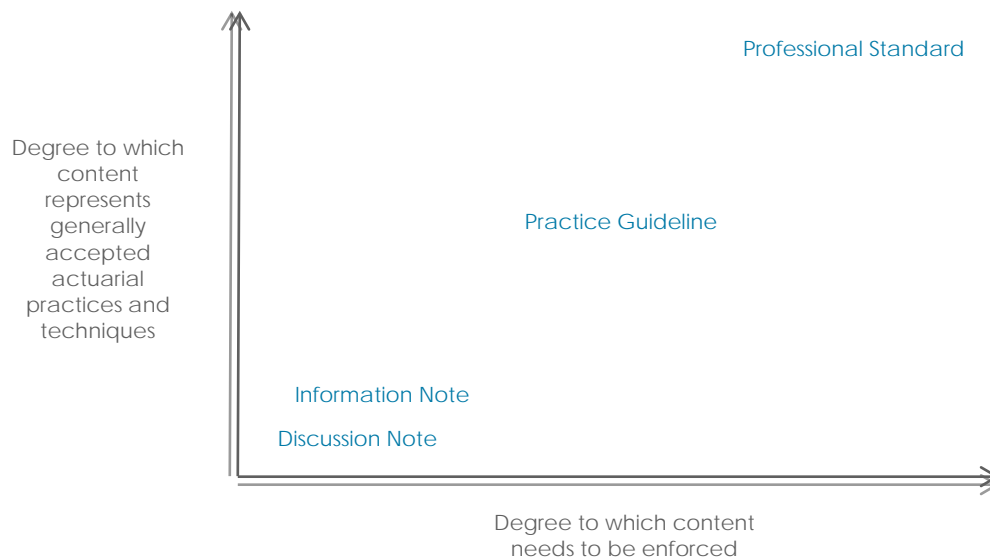 Professional Standard
Degree to which
content
represents
generally
accepted
actuarial
practices and
techniques
Practice Guideline
Information Note
Discussion Note
Degree to which content
needs to be enforced